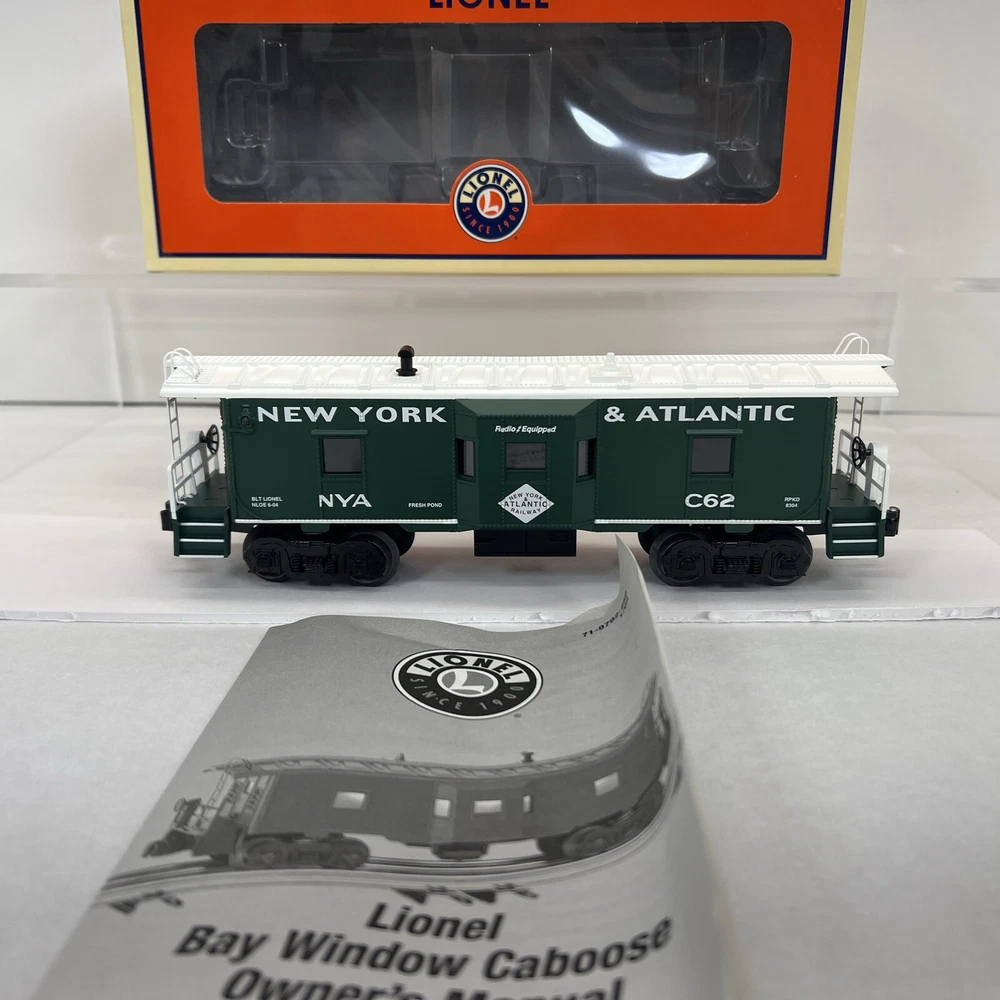 LIONEL
LIONEL
L
SINCE 1900
NEW YORK & ATLANTIC
Radio Equipped
BLT LIONEL
NLOE 6-04
NYA
FRESH POND
NEW YORK
&
ATLANTIC
RAILWAY
C62
RPKD
8304
LIONEL
L
SINCE 1900
Lionel
Bay Window Caboose
Owner's Manual